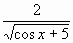 2
√cos x + 5